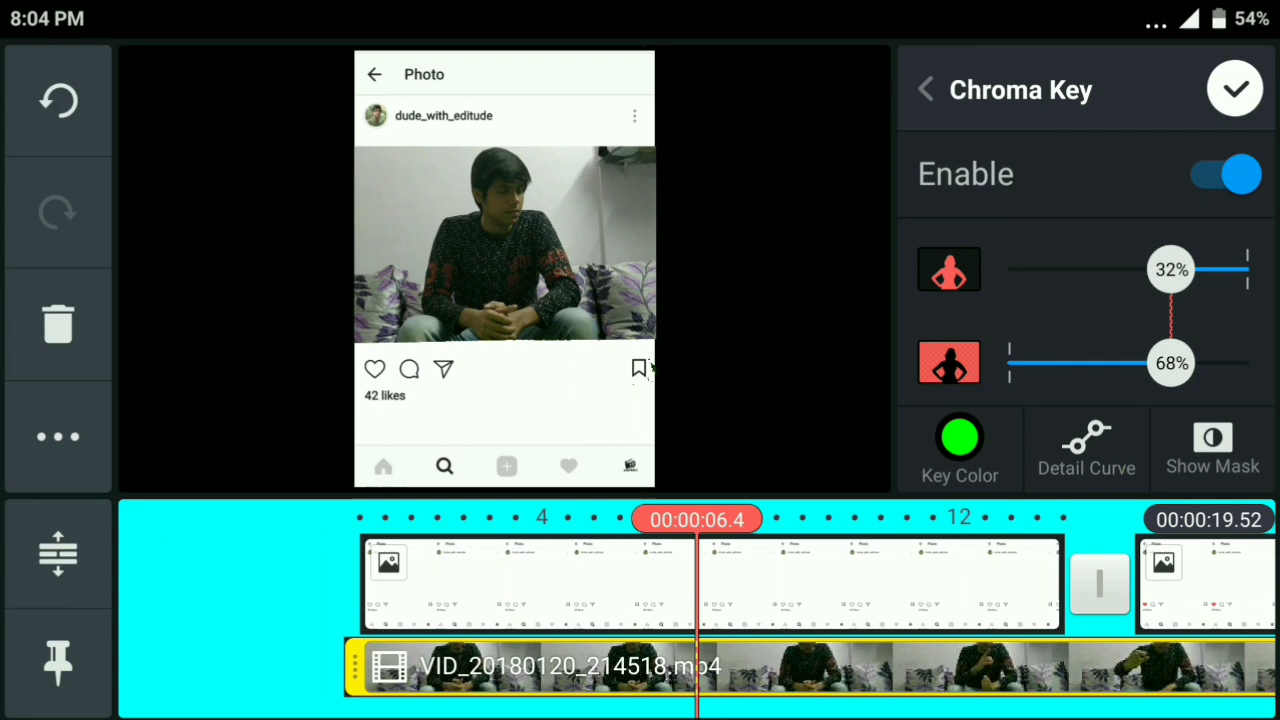 8:04 PM
54%
Photo
dude_with_editude
42 likes
Chroma Key
Enable
32%
68%
Key Color
Detail Curve
Show Mask
4
00:00:06.4
12
00:00:19.52
VID_20180120_214518.mp4